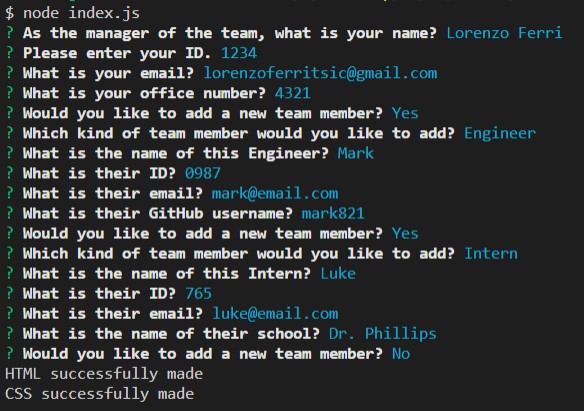 $ node index.js
? As the manager of the team, what is your name? Lorenzo Ferri
? Please enter your ID. 1234
? What is your email? lorenzoferritsic@gmail.com
? What is your office number? 4321
? Would you like to add a new team member? Yes
? Which kind of team member would you like to add? Engineer
? What is the name of this Engineer? Mark
? What is their ID? 0987
? What is their email? mark@email.com
? What is their GitHub username? mark821
? Would you like to add a new team member? Yes
? Which kind of team member would you like to add? Intern
? What is the name of this Intern? Luke
? What is their ID? 765
? What is their email? luke@email.com
? What is the name of their school? Dr. Phillips
? Would you like to add a new team member? No
HTML successfully made
CSS successfully made